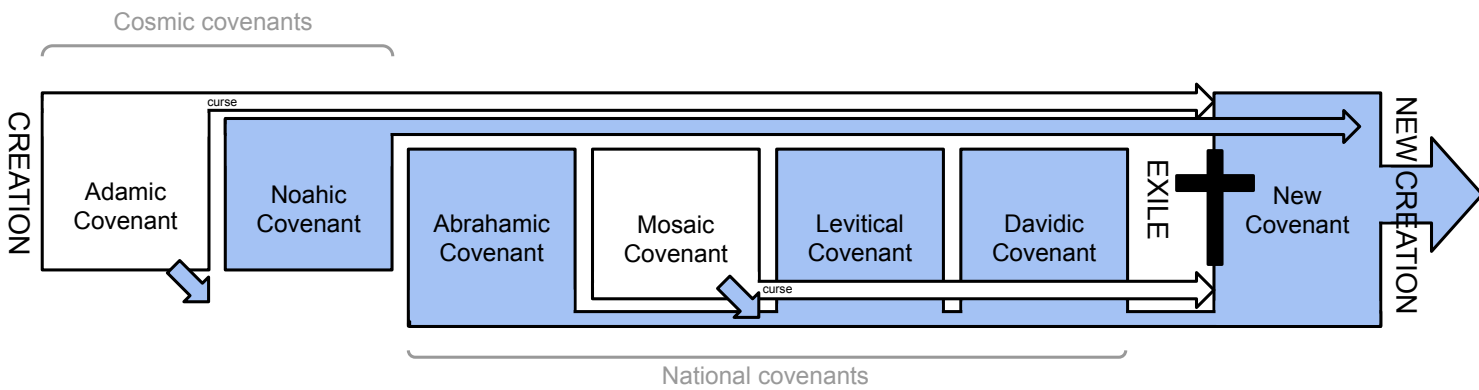 Cosmic covenants
CREATION
curse
Adamic
Covenant
Noahic
Covenant
Abrahamic
Covenant
Mosaic
Covenant
curse
Levitical
Covenant
Davidic
Covenant
EXILE
New
Covenant
NEW CREATION
National covenants